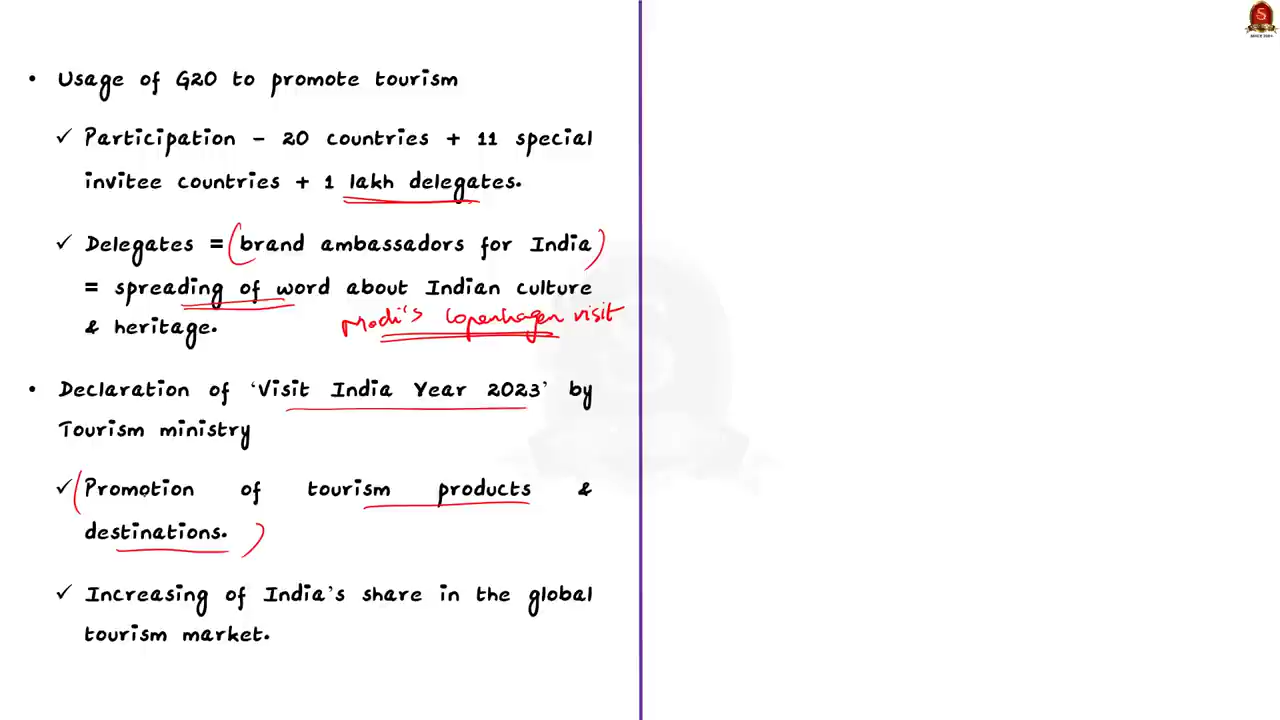 • Usage of G20 to promote tourism
✓ Participation - 20 countries + 11 special
invitee countries + 1 lakh delegates.
✓ Delegates = (brand ambassadors for India)
= spreading of word about Indian culture
& heritage.
Modi's Copenhagen visit
• Declaration of 'Visit India Year 2023' by
Tourism ministry
✓ (Promotion of tourism products &
destinations.)
✓ Increasing of India's share in the global
tourism market.